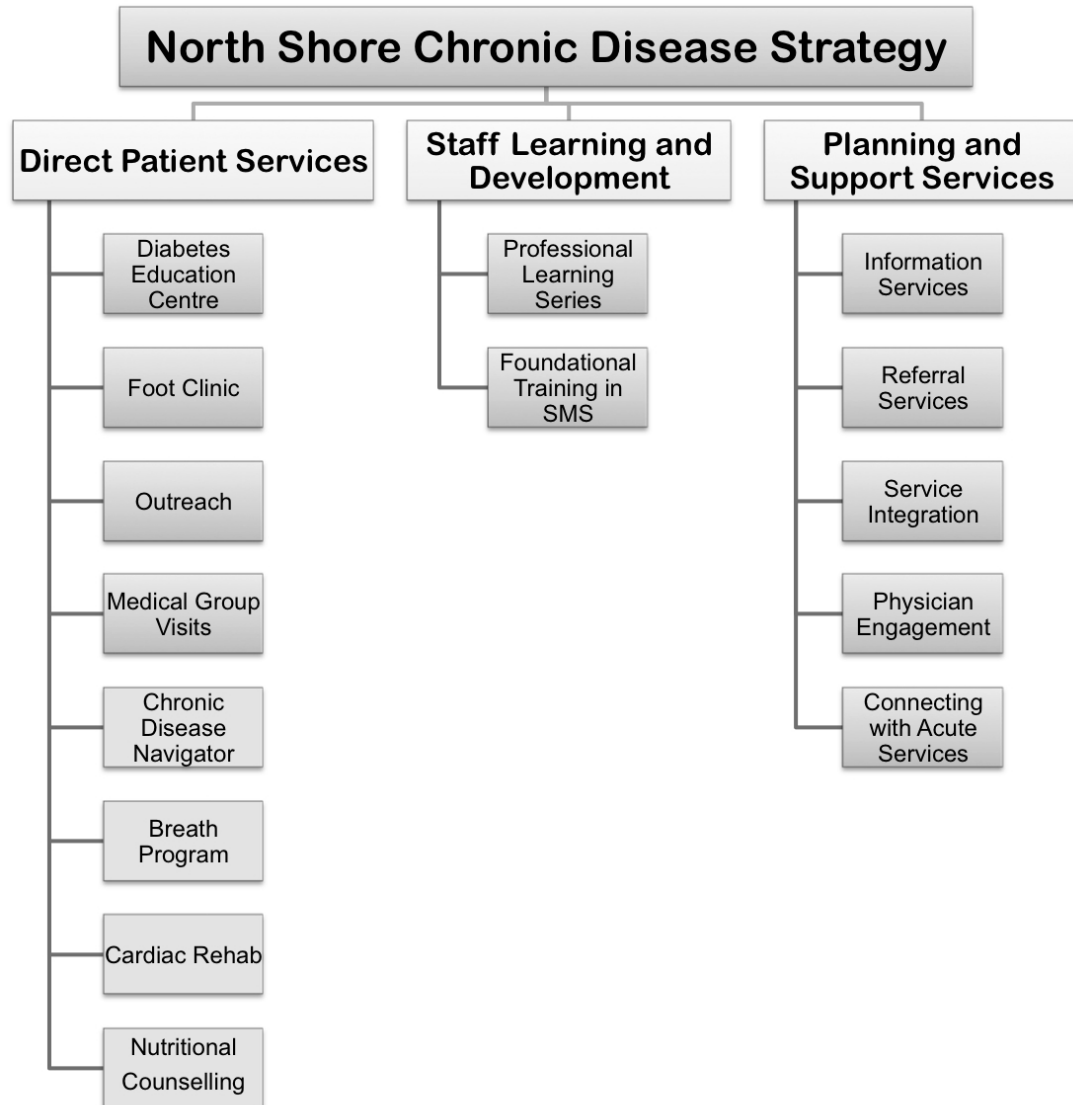 North Shore Chronic Disease Strategy
Direct Patient Services
Diabetes
Education
Centre
Foot Clinic
Outreach
Medical Group
Visits
Chronic
Disease
Navigator
Breath
Program
Cardiac Rehab
Nutritional
Counselling
Staff Learning and
Development
Professional
Learning
Series
Foundational
Training in
SMS
Planning and
Support Services
Information
Services
Referral
Services
Service
Integration
Physician
Engagement
Connecting
with Acute
Services